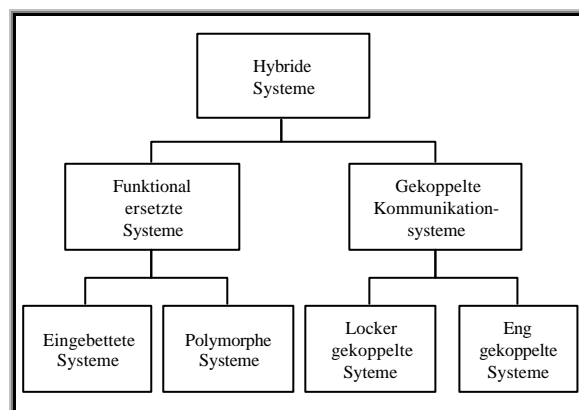 Hybride
Systeme
Funktional
ersetzte
Systeme
Gekoppelte
Kommunikation-
systeme
Eingebettete
Systeme
Polymorphe
Systeme
Locker
gekoppelte
Syteme
Eng
gekoppelte
Systeme